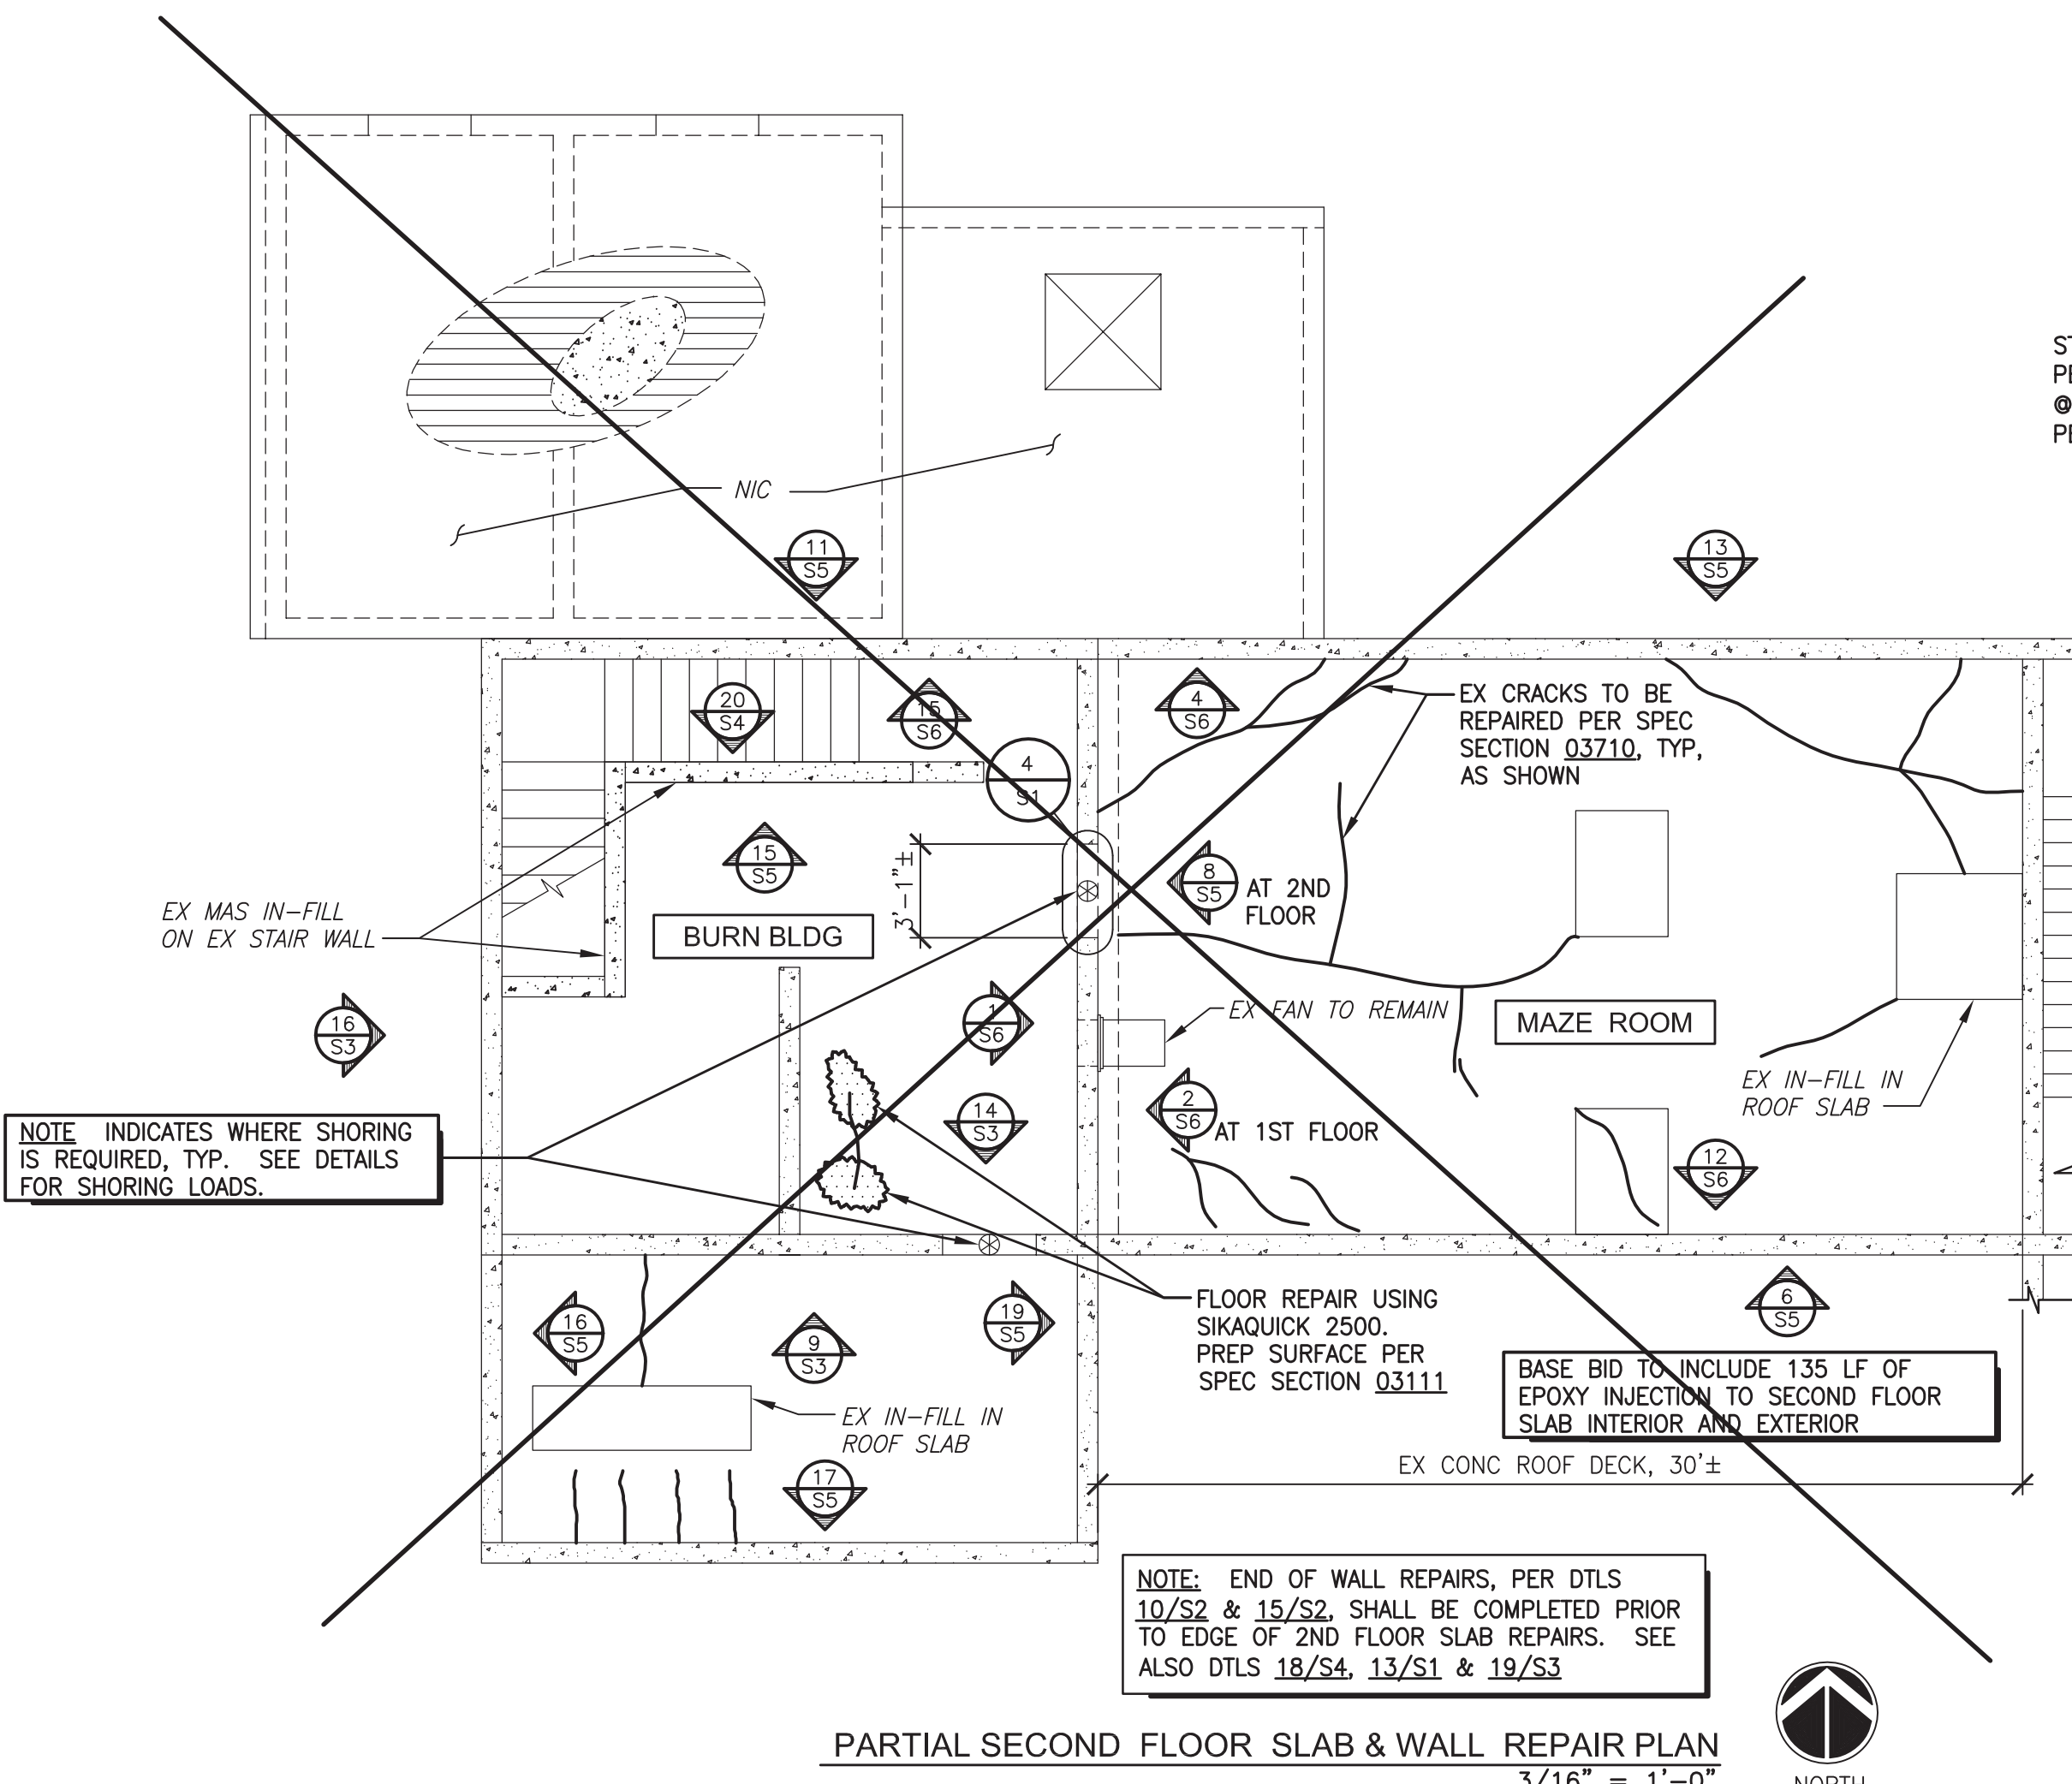 ST
@
NIC
11
S5
13
S5
20
S4
15
S6
4
S6
EX CRACKS TO BE
REPAIRED PER SPEC
SECTION 03710, TYP,
AS SHOWN
4
S1
15
S5
3'-1"±
8
S5
AT 2ND
FLOOR
EX MAS IN-FILL
ON EX STAIR WALL
BURN BLDG
1
S6
EX FAN TO REMAIN
MAZE ROOM
16
S3
EX IN-FILL IN
ROOF SLAB
NOTE INDICATES WHERE SHORING
IS REQUIRED, TYP. SEE DETAILS
FOR SHORING LOADS.
14
S3
2
S6
AT 1ST FLOOR
12
S6
16
S5
9
S3
19
S5
FLOOR REPAIR USING
SIKAQUICK 2500.
PREP SURFACE PER
SPEC SECTION 03111
6
S5
BASE BID TO INCLUDE 135 LF OF
EPOXY INJECTION TO SECOND FLOOR
SLAB INTERIOR AND EXTERIOR
EX IN-FILL IN
ROOF SLAB
EX CONC ROOF DECK, 30'±
17
S5
NOTE: END OF WALL REPAIRS, PER DTLS
10/S2 & 15/S2, SHALL BE COMPLETED PRIOR
TO EDGE OF 2ND FLOOR SLAB REPAIRS. SEE
ALSO DTLS 18/S4, 13/S1 & 19/S3
PARTIAL SECOND FLOOR SLAB & WALL REPAIR PLAN
3/16" = 1'-0"
NORTH